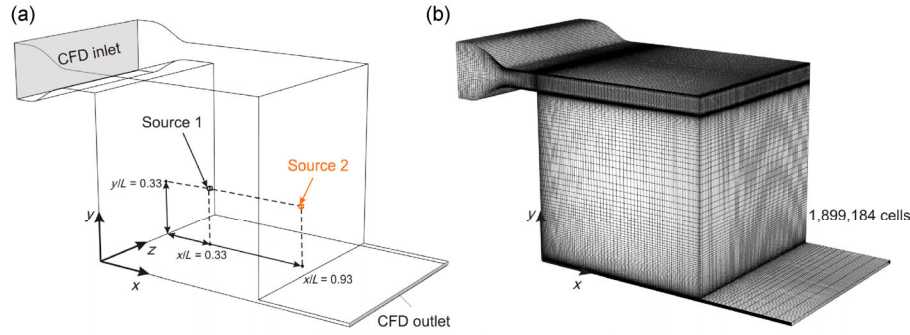 (a)
CFD inlet
Source 1
Source 2
y/L = 0.33
y
z
x
x/L = 0.33
x/L = 0.93
CFD outlet
(b)
1,899,184 cells
y
x